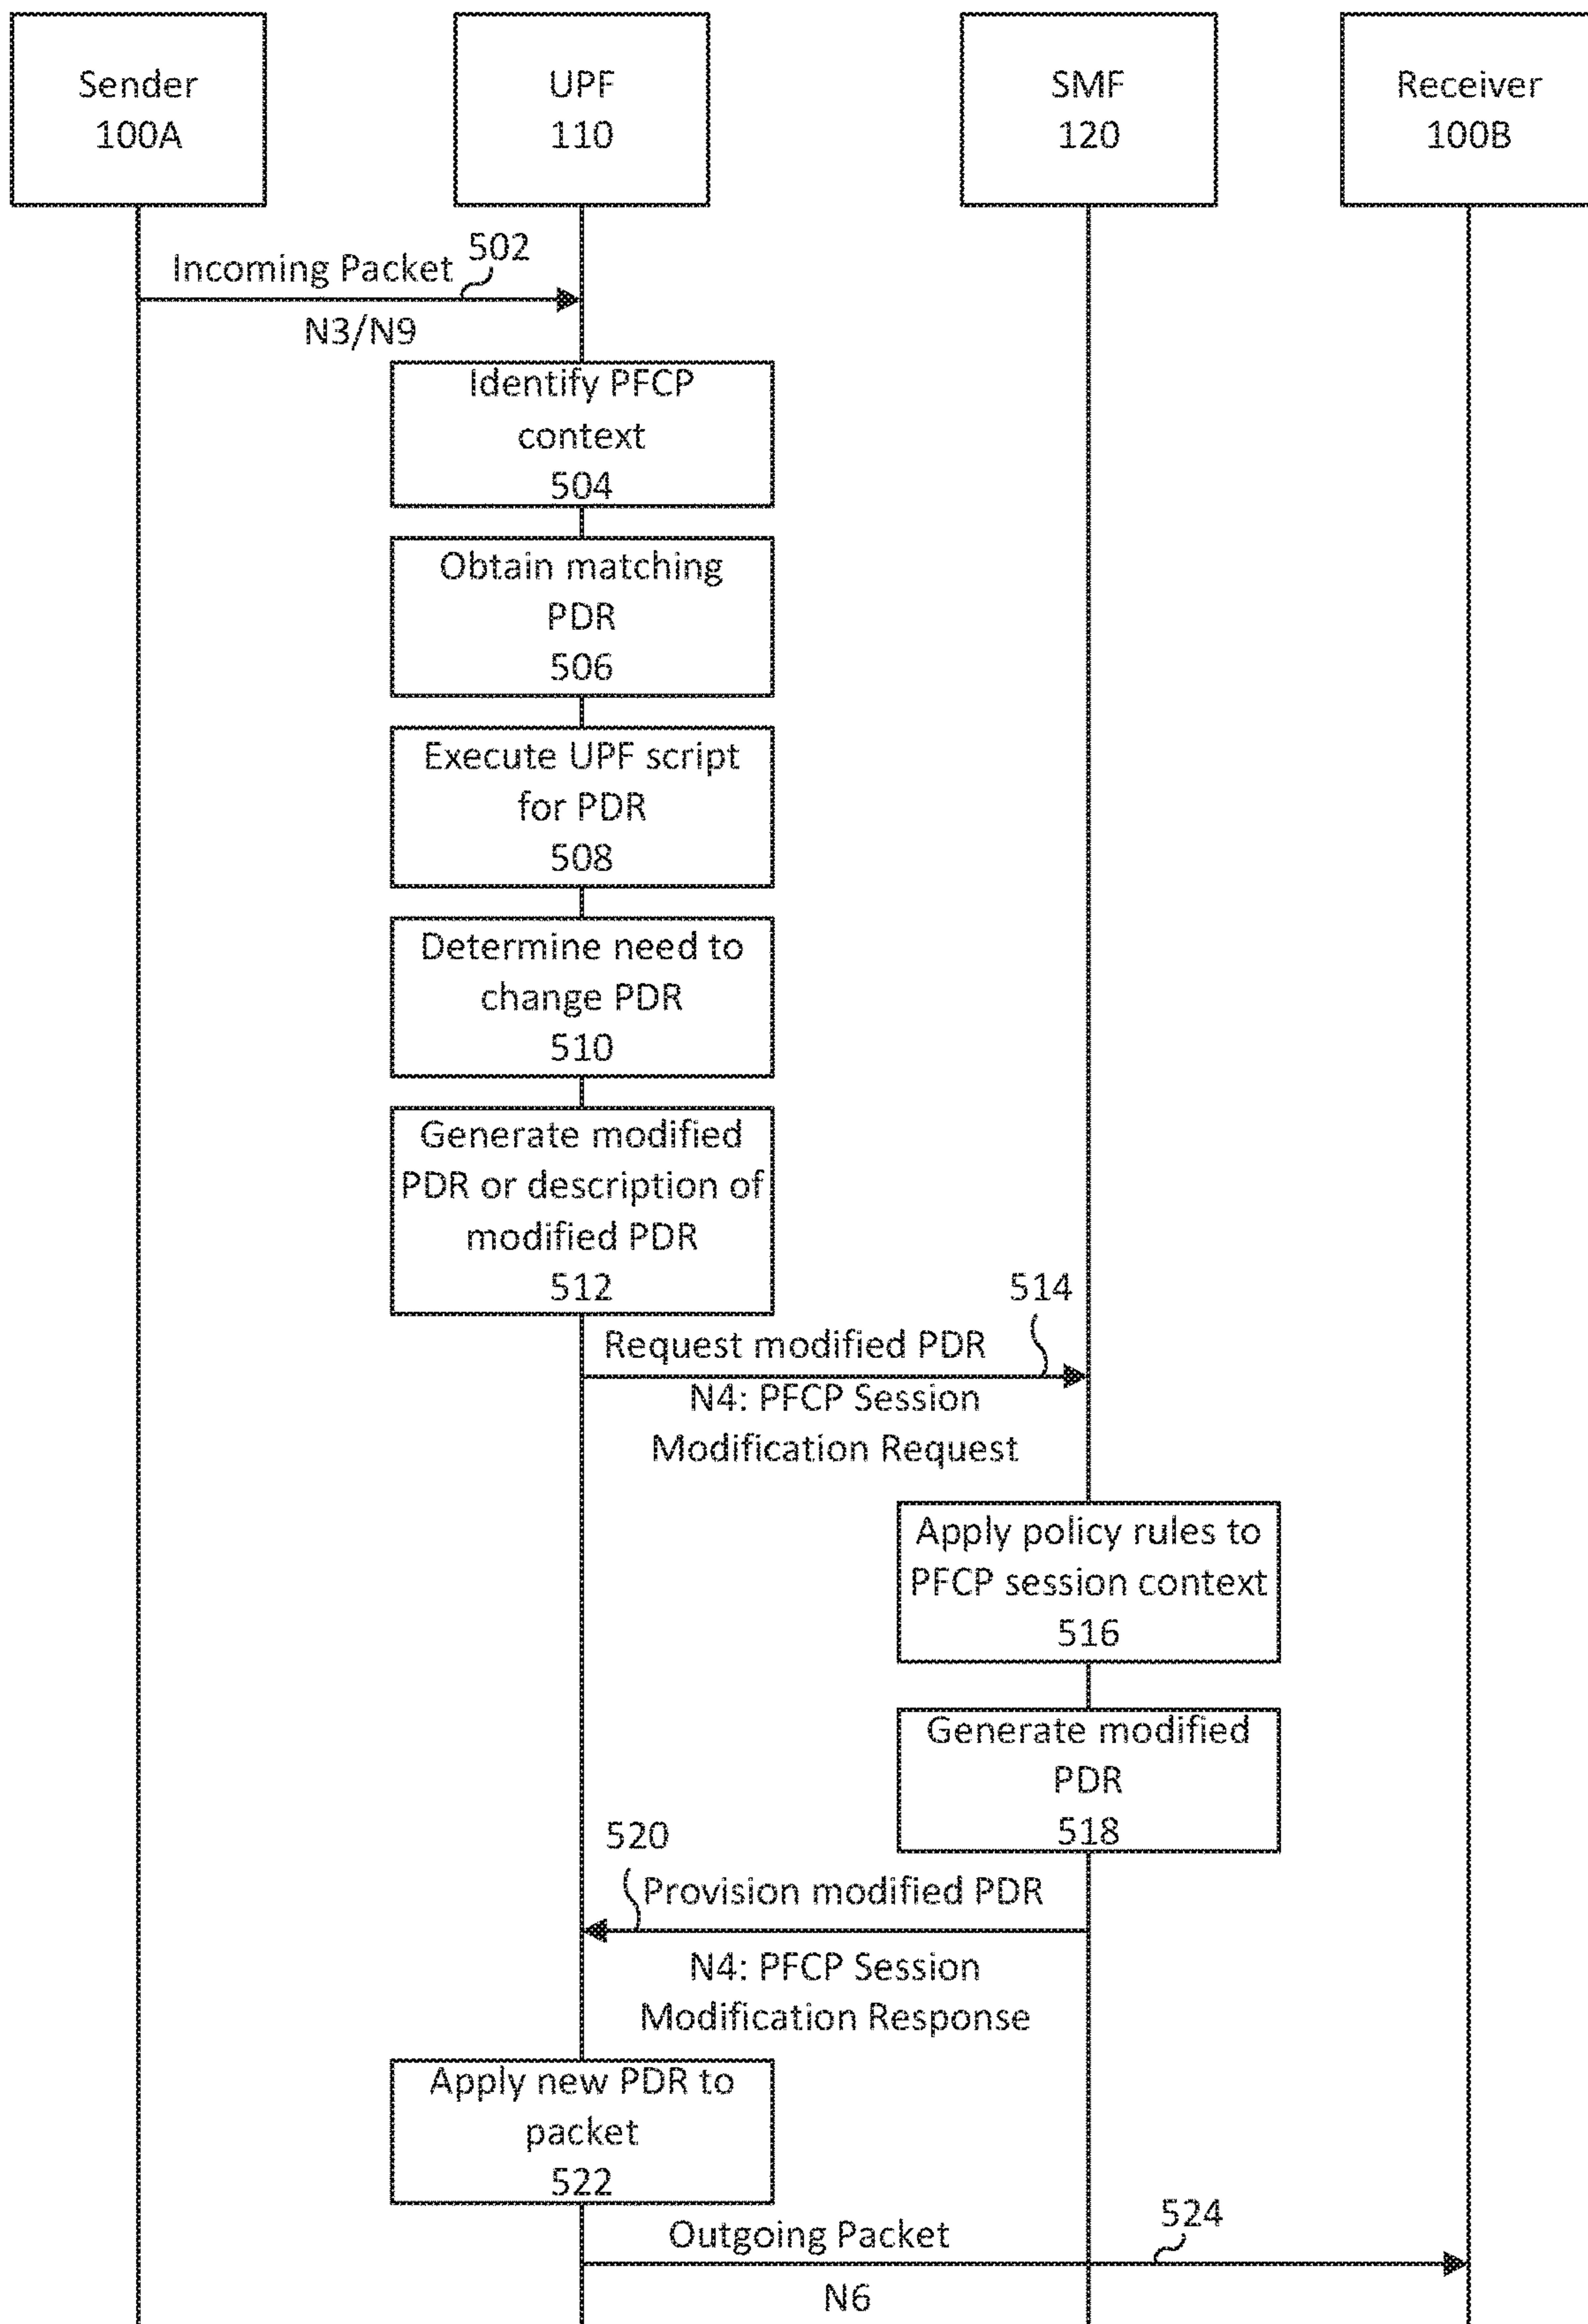 Sender
100A
UPF
110
SMF
120
Receiver
100B
502
Incoming Packet
N3/N9
Identify PFCP
context
504
Obtain matching
PDR
506
Execute UPF script
for PDR
508
Determine need to
change PDR
510
Generate modified
PDR or description of
modified PDR
512
514
Request modified PDR
N4: PFCP Session
Modification Request
Apply policy rules to
PFCP session context
516
Generate modified
PDR
518
520
Provision modified PDR
N4: PFCP Session
Modification Response
Apply new PDR to
packet
522
524
Outgoing Packet
N6